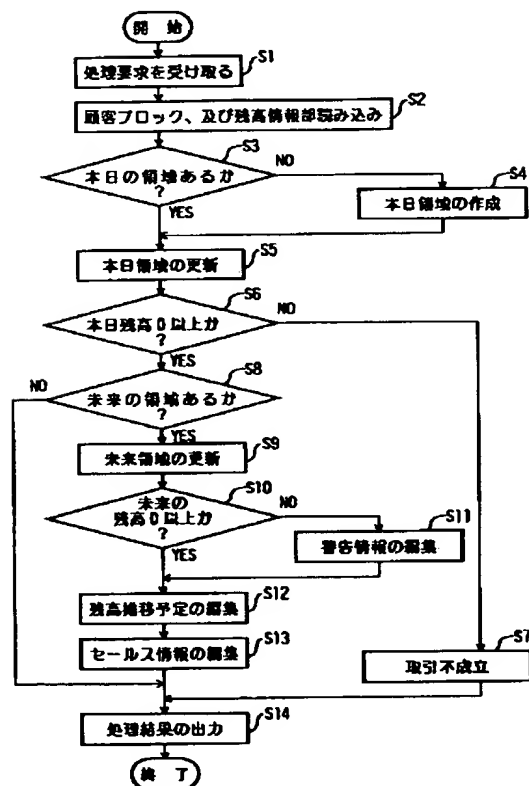 開 始
S1
処理要求を受け取る
S2
顧客ブロック、及び残高情報部読み込み
S3
本日の領域あるか
?
NO
YES
S4
本日領域の作成
S5
本日領域の更新
S6
本日残高0以上か
?
NO
YES
S8
未来の領域あるか
?
NO
YES
S9
未来領域の更新
S10
未来の
残高0以上か
?
NO
YES
S11
警告情報の編集
S12
残高推移予定の編集
S13
セールス情報の編集
S7
取引不成立
S14
処理結果の出力
終 了